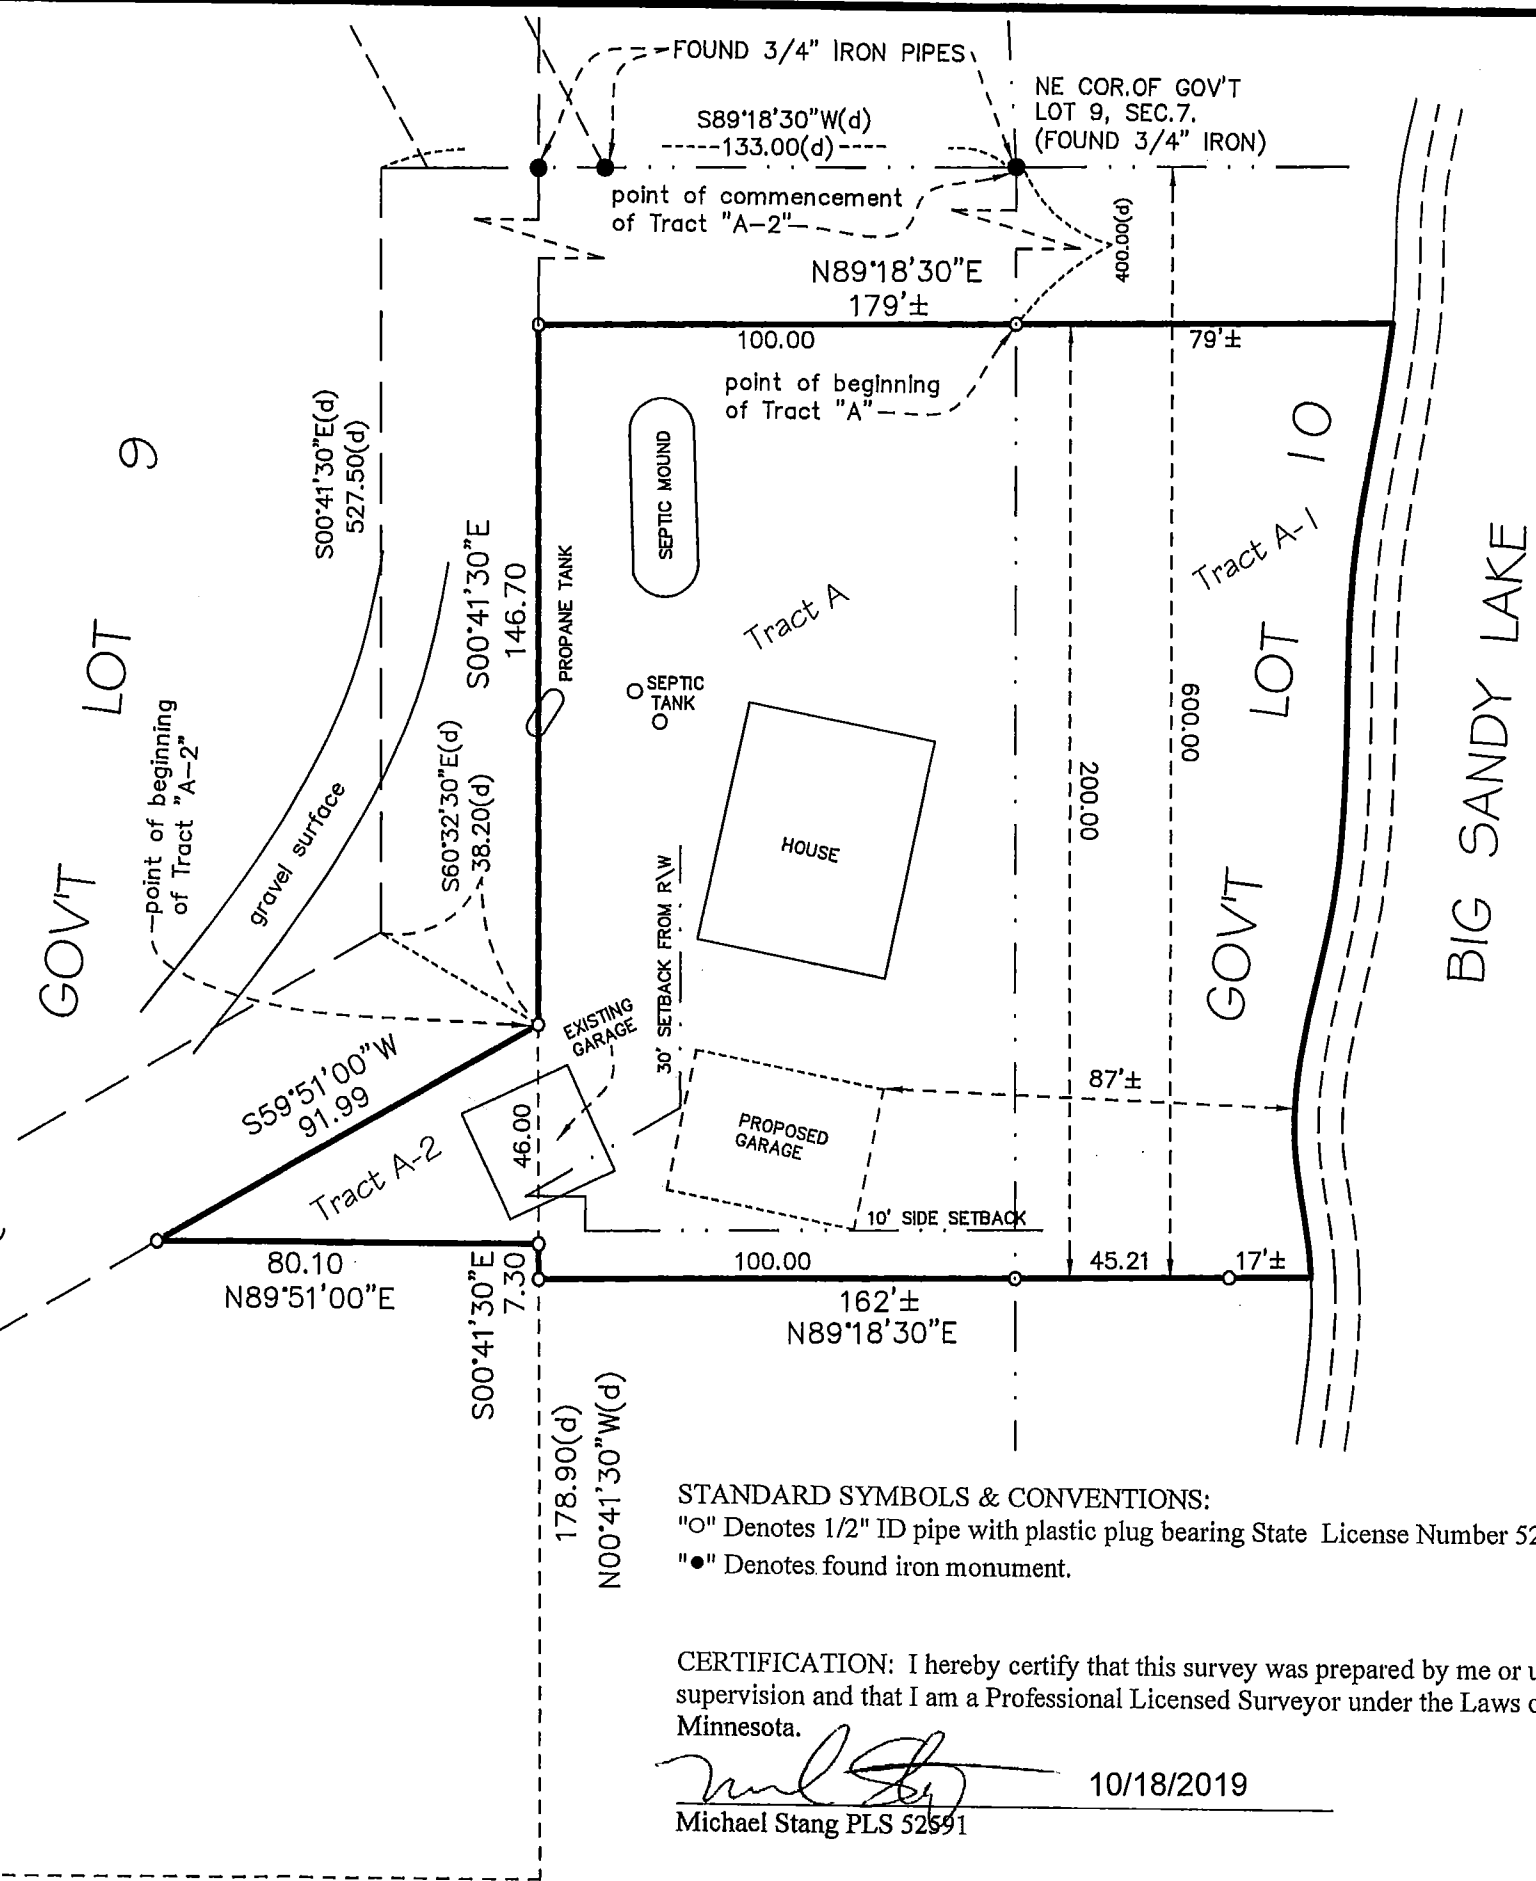 FOUND 3/4" IRON PIPES
NE COR.OF GOV'T
LOT 9, SEC.7.
(FOUND 3/4" IRON)
S89°18'30"W(d)
133.00(d)
point of commencement
of Tract "A-2"
400.00(d)
N89°18'30"E
179'±
100.00
79'±
point of beginning
of Tract "A"
S00°41'30"E(d)
527.50(d)
GOV'T LOT 9
GOV'T LOT 10
SEPTIC MOUND
S00°41'30"E
146.70
PROPANE TANK
Tract A
Tract A-1
BIG SANDY LAKE
SEPTIC
TANK
600.00
200.00
point of beginning
of Tract "A-2"
gravel surface
S60°32'30"E(d)
38.20(d)
HOUSE
30' SETBACK FROM R\W
EXISTING
GARAGE
S59°51'00"W
91.99
87'±
46.00
PROPOSED
GARAGE
Tract A-2
10' SIDE SETBACK
80.10
N89°51'00"E
S00°41'30"E
7.30
100.00
45.21
17'±
162'±
N89°18'30"E
178.90(d)
N00°41'30"W(d)
STANDARD SYMBOLS & CONVENTIONS:
"○" Denotes 1/2" ID pipe with plastic plug bearing State License Number 52
"●" Denotes found iron monument.
CERTIFICATION: I hereby certify that this survey was prepared by me or u
supervision and that I am a Professional Licensed Surveyor under the Laws o
Minnesota.
10/18/2019
Michael Stang PLS 52591